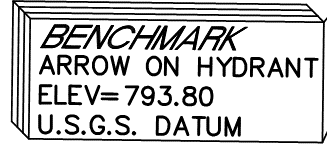 BENCHMARK
ARROW ON HYDRANT
ELEV=793.80
U.S.G.S. DATUM